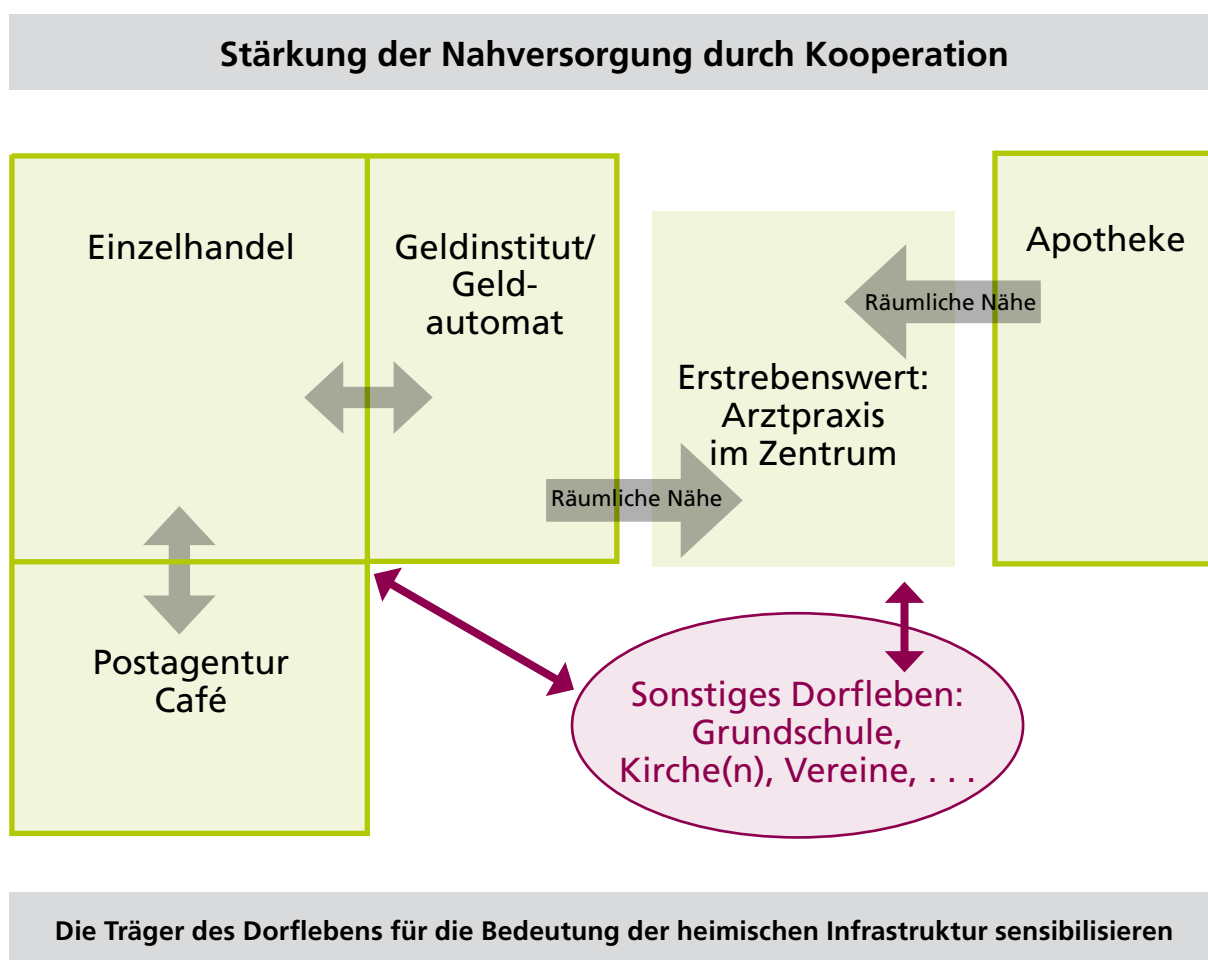 Stärkung der Nahversorgung durch Kooperation
Einzelhandel
Geldinstitut/
Geld-
automat
Apotheke
Räumliche Nähe
Erstrebenswert:
Arztpraxis
im Zentrum
Räumliche Nähe
Postagentur
Café
Sonstiges Dorfleben:
Grundschule,
Kirche(n), Vereine, . . .
Die Träger des Dorflebens für die Bedeutung der heimischen Infrastruktur sensibilisieren